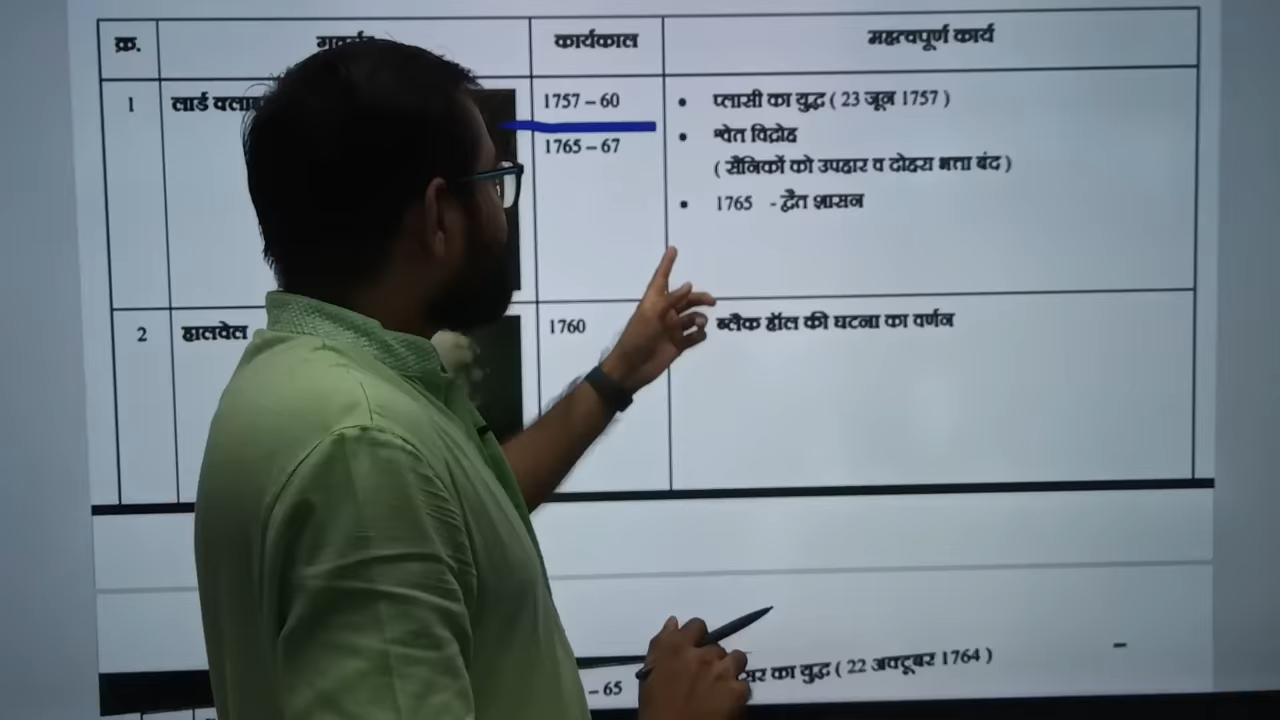 क्र. कार्यकाल महत्वपूर्ण कार्य
1 लार्ड 1757 – 60 • प्लासी का युद्ध ( 23 जून 1757 )
1765 – 67 • श्वेत विद्रोह
( सैनिकों को उपहार व दोहरा भत्ता बंद )
• 1765 - द्वैत शासन
2 हालवेल 1760 ब्लैक हॉल की घटना का वर्णन
– 65 का युद्ध ( 22 अक्टूबर 1764 ) –